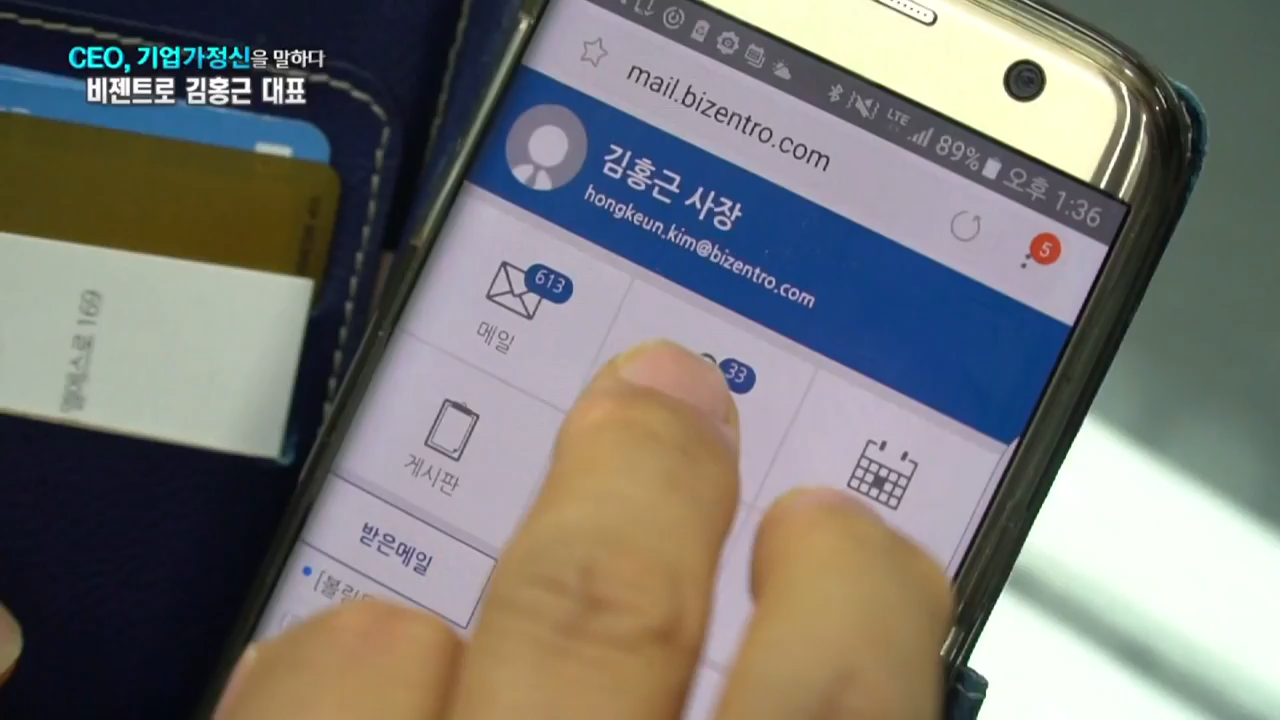 CEO, 기업가정신을 말하다
비젠트로 김홍근 대표
LTE 89% 오후 1:36
mail.bizentro.com
5
김홍근 사장
hongkeun.kim@bizentro.com
613
메일
33
게시판
받은메일
169